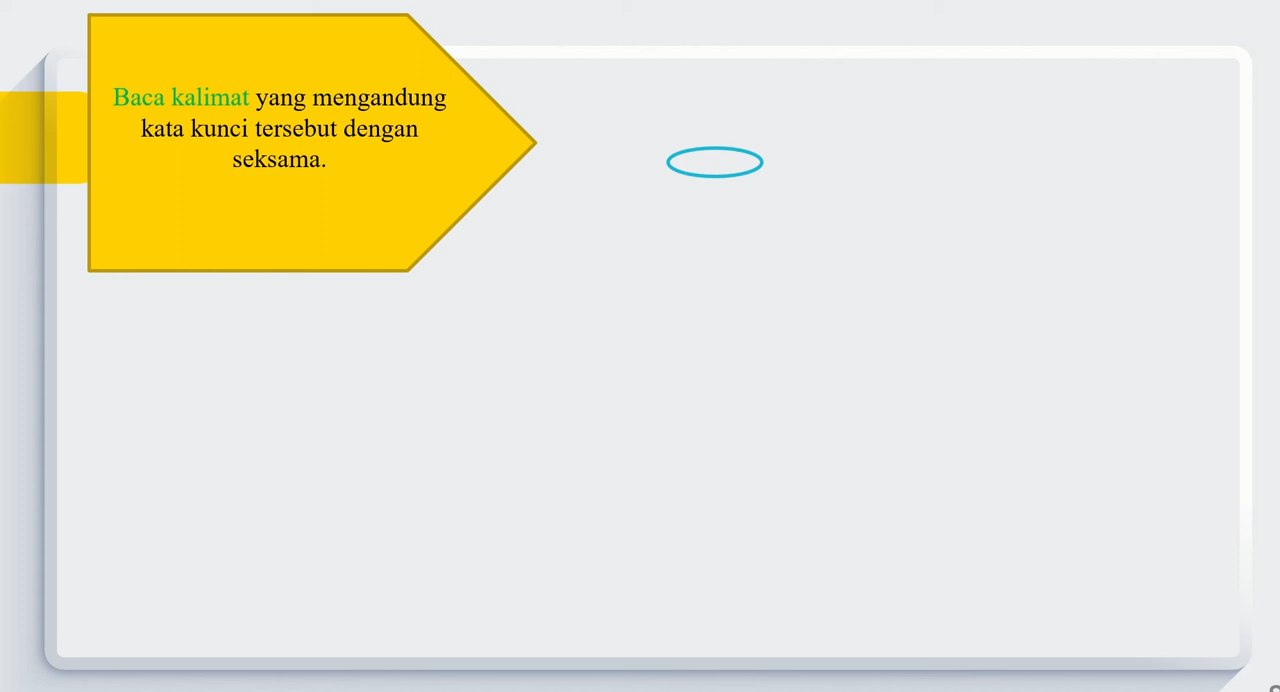 Baca kalimat yang mengandung
kata kunci tersebut dengan
seksama.